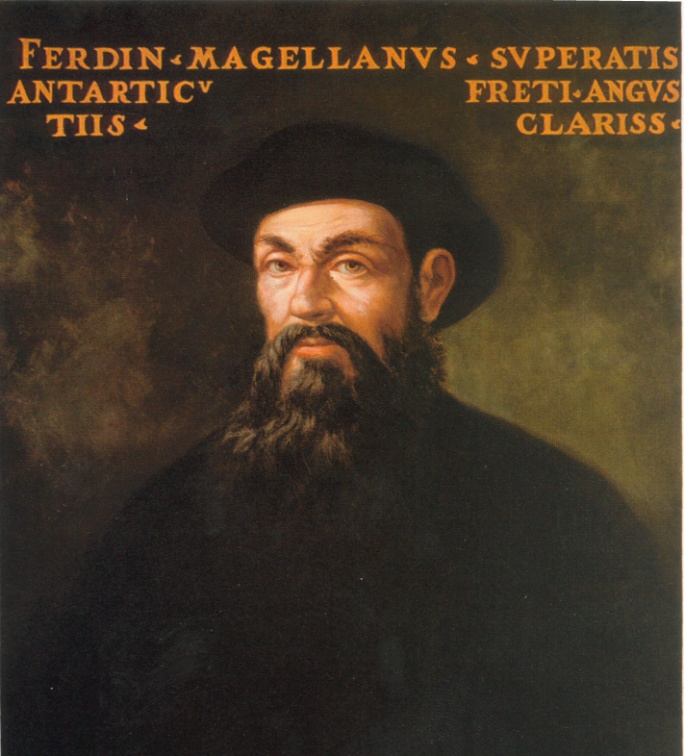 FERDIN · MAGELLANVS · SVPERATIS
ANTARTICV FRETI · ANGVS
TIIS · CLARISS ·